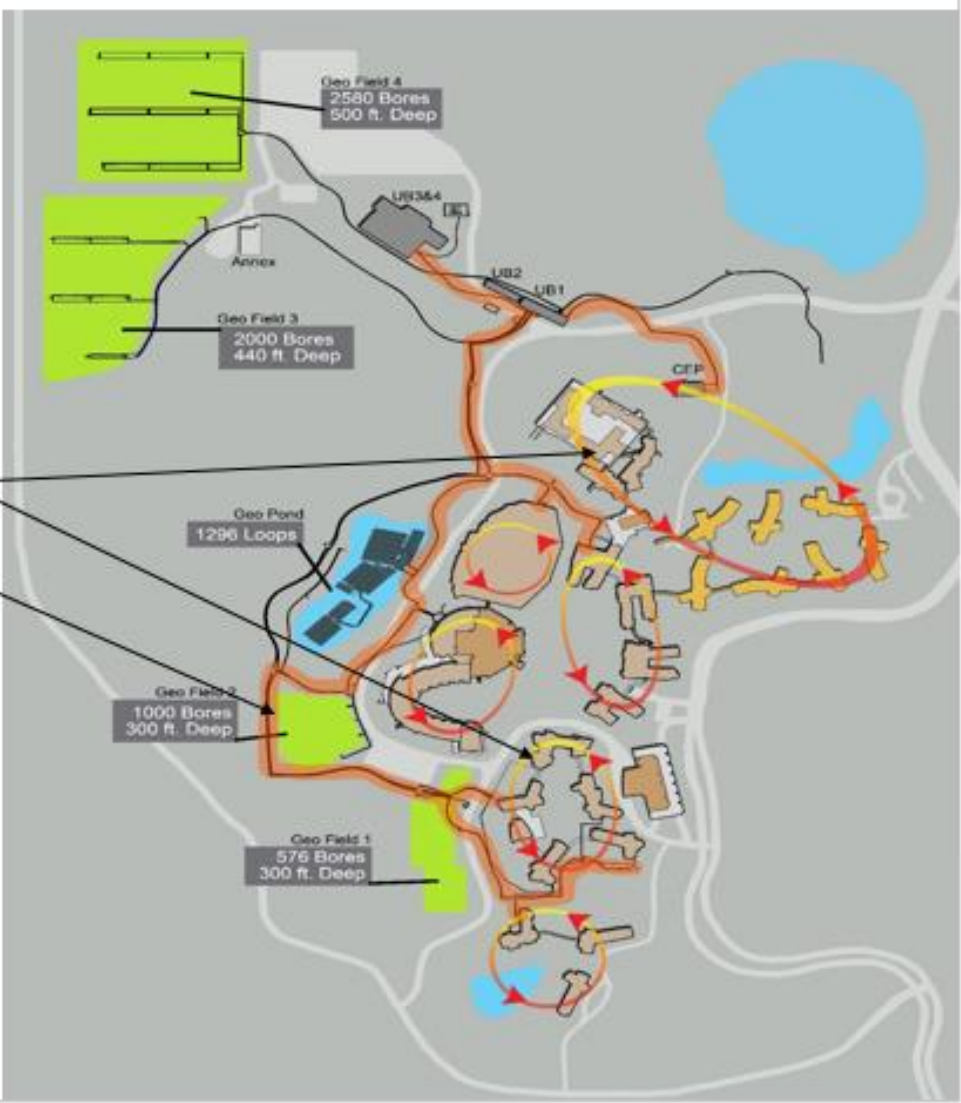 Geo Field 4
2580 Bores
500 ft. Deep
UB3&4
Annex
UB2
UB1
Geo Field 3
2000 Bores
440 ft. Deep
CEP
Geo Pond
1296 Loops
Geo Field 2
1000 Bores
300 ft. Deep
Geo Field 1
576 Bores
300 ft. Deep